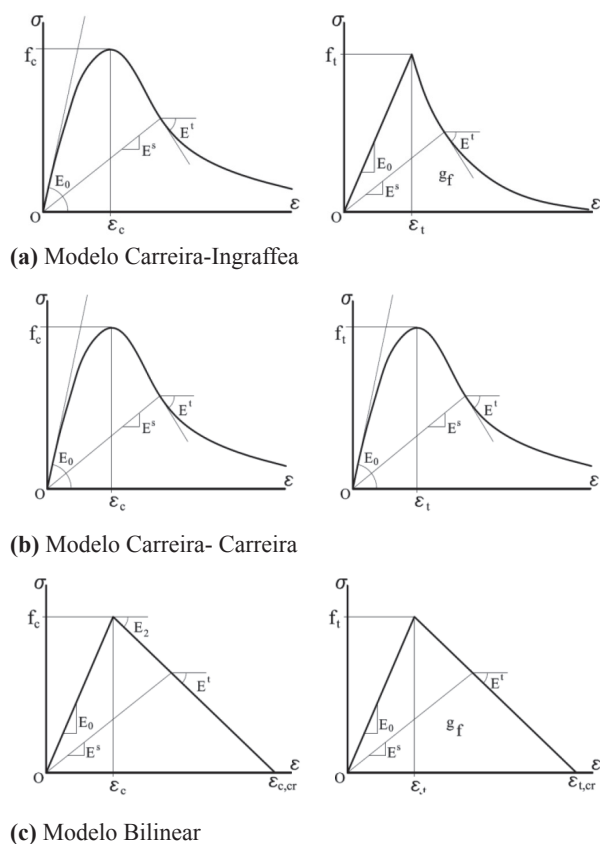 σ
f_c
E_0
E^s
E^t
O
ε_c
ε
σ
f_t
E_0
E^s
E^t
g_f
O
ε_t
ε
(a) Modelo Carreira-Ingraffea
σ
f_c
E_0
E^s
E^t
O
ε_c
ε
σ
f_t
E_0
E^s
E^t
O
ε_t
ε
(b) Modelo Carreira- Carreira
σ
f_c
E_2
E^t
E_0
E^s
O
ε_c
ε_c,cr
ε
σ
f_t
E^t
E_0
E^s
g_f
O
ε_,t
ε_t,cr
ε
(c) Modelo Bilinear